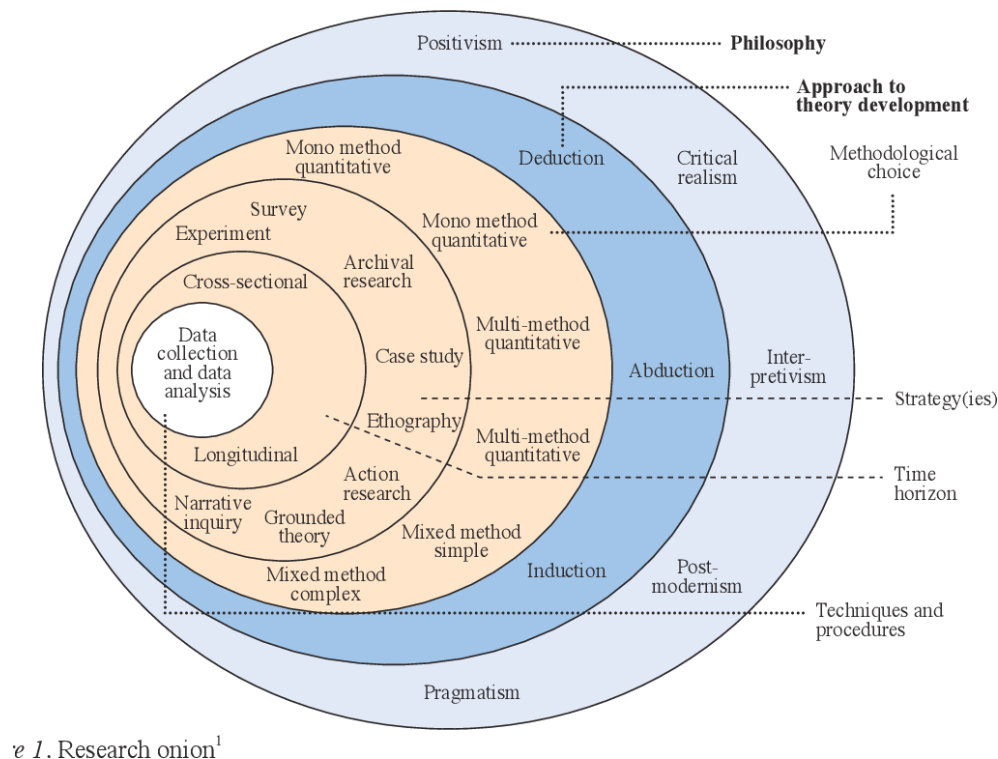 Positivism
Philosophy
Approach to
theory development
Mono method
quantitative
Deduction
Critical
realism
Methodological
choice
Survey
Experiment
Mono method
quantitative
Archival
research
Cross-sectional
Data
collection
and data
analysis
Case study
Multi-method
quantitative
Abduction
Inter-
pretivism
Strategy(ies)
Ethography
Multi-method
quantitative
Longitudinal
Time
horizon
Action
research
Narrative
inquiry
Grounded
theory
Mixed method
simple
Mixed method
complex
Induction
Post-
modernism
Techniques and
procedures
Pragmatism
e 1. Research onion1